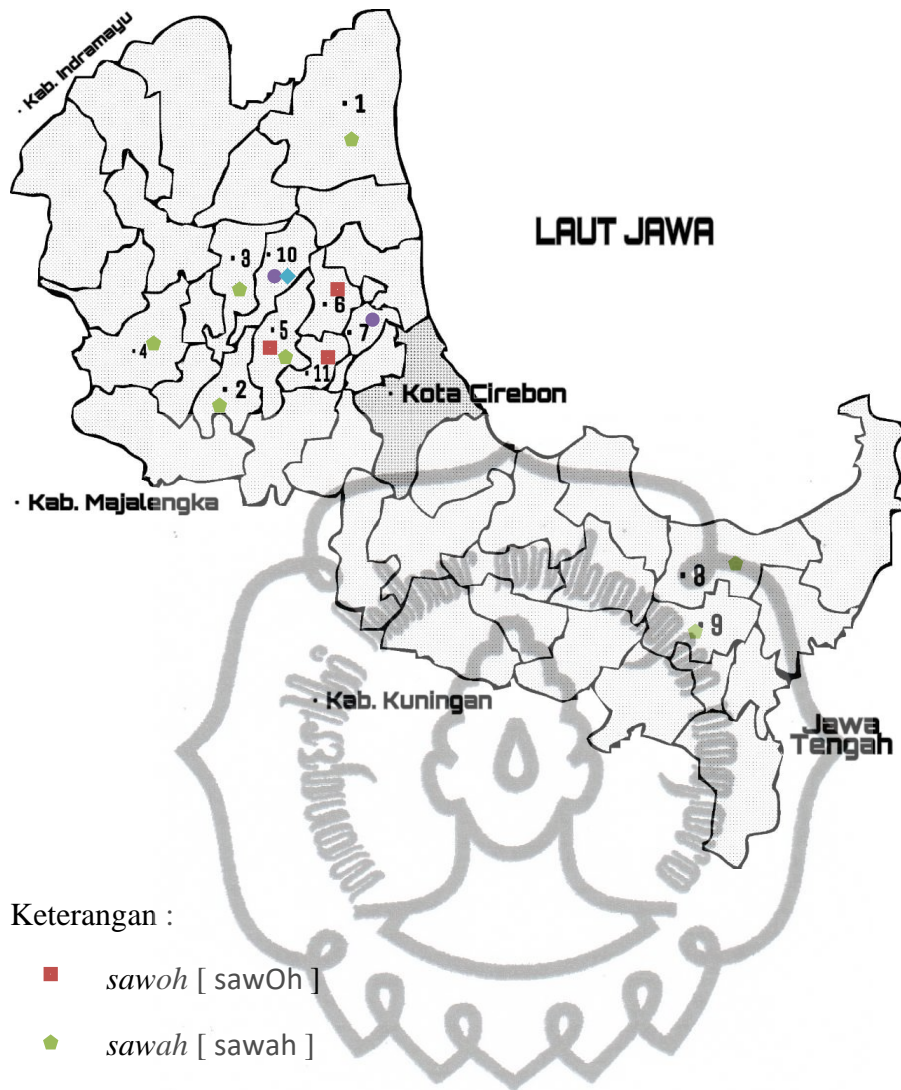 · Kab. Indramayu
· 1
LAUT JAWA
· 3
· 10
· 6
· 5
· 7
· 4
· 11
· 2
· Kota Cirebon
· Kab. Majalengka
· 8
· 9
· Kab. Kuningan
Jawa
Tengah
Keterangan :
sawoh [ sawOh ]
sawah [ sawah ]